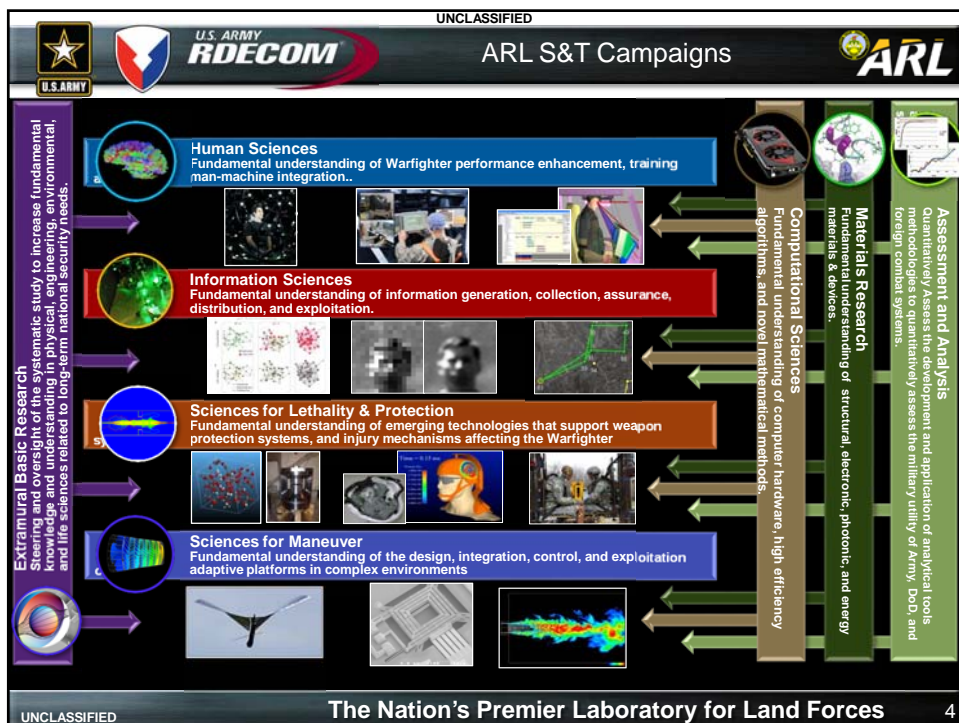 UNCLASSIFIED
U.S. ARMY
U.S. ARMY
RDECOM
ARL S&T Campaigns
ARL
Extramural Basic Research
Steering and oversight of the systematic study to increase fundamental
knowledge and understanding in physical, engineering, environmental,
and life sciences related to long-term national security needs.
Human Sciences
Fundamental understanding of Warfighter performance enhancement, training
man-machine integration..
Information Sciences
Fundamental understanding of information generation, collection, assurance,
distribution, and exploitation.
Sciences for Lethality & Protection
Fundamental understanding of emerging technologies that support weapon
protection systems, and injury mechanisms affecting the Warfighter
Time = 0.15 sec
Sciences for Maneuver
Fundamental understanding of the design, integration, control, and exploitation
adaptive platforms in complex environments
Computational Sciences
Fundamental understanding of computer hardware, high efficiency
algorithms, and novel mathematical methods.
Materials Research
Fundamental understanding of structural, electronic, photonic, and energy
materials & devices.
Assessment and Analysis
Quantitatively Assess the development and application of analytical tools
methodologies to quantitatively assess the military utility of Army, DoD, and
foreign combat systems.
UNCLASSIFIED
The Nation's Premier Laboratory for Land Forces
4